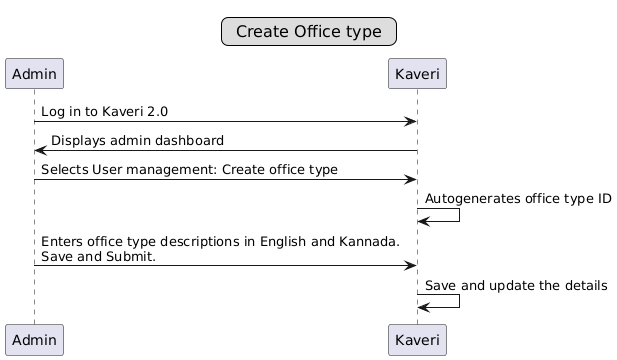 Create Office type
Admin
Kaveri
Log in to Kaveri 2.0
Displays admin dashboard
Selects User management: Create office type
Autogenerates office type ID
Enters office type descriptions in English and Kannada.
Save and Submit.
Save and update the details
Admin
Kaveri